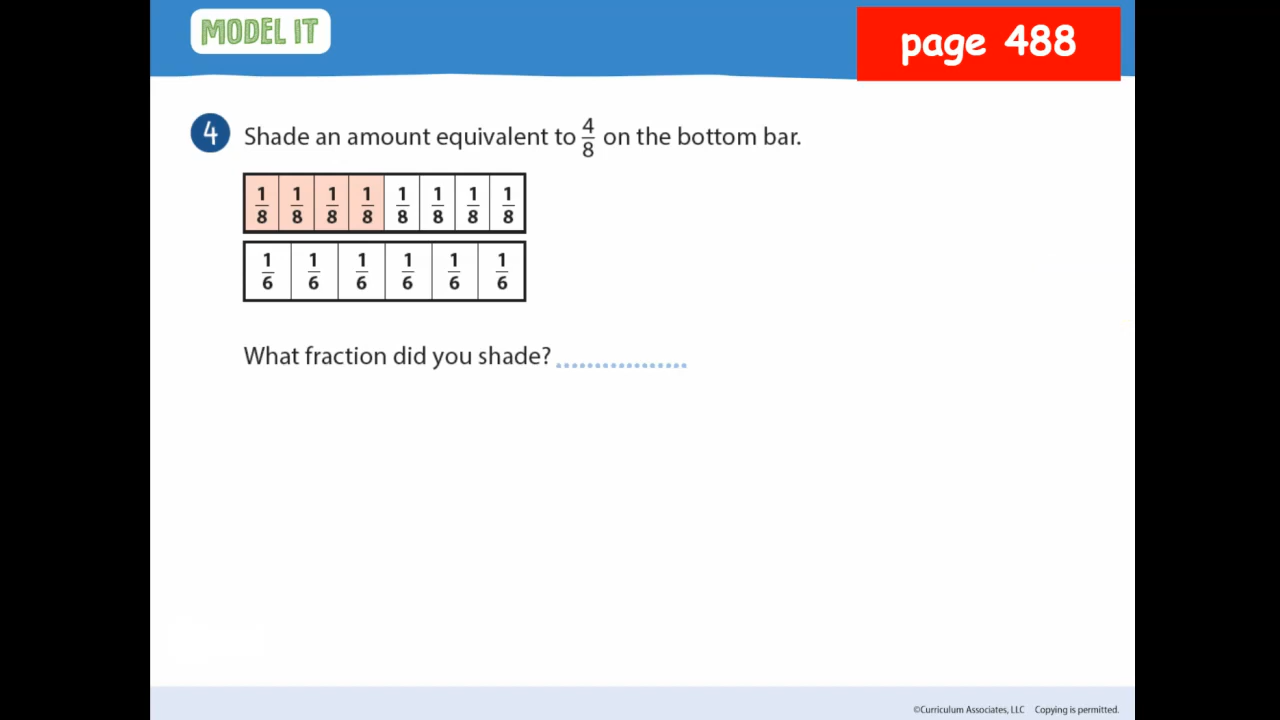 MODEL IT
page 488
4 Shade an amount equivalent to 4/8 on the bottom bar.
1/8 1/8 1/8 1/8 1/8 1/8 1/8 1/8
1/6 1/6 1/6 1/6 1/6 1/6
What fraction did you shade? .................
©Curriculum Associates, LLC Copying is permitted.